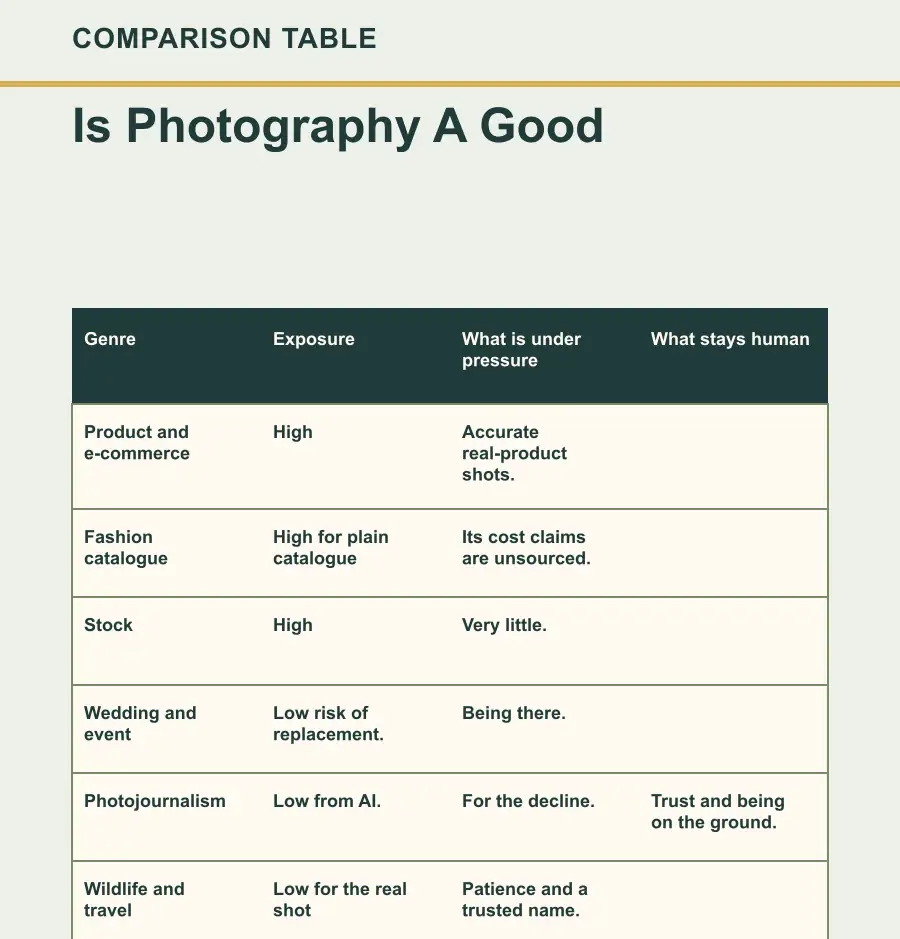 COMPARISON TABLE
Is Photography A Good
Genre
Exposure
What is under
pressure
What stays human
Product and
e-commerce
High
Accurate
real-product
shots.
Fashion
catalogue
High for plain
catalogue
Its cost claims
are unsourced.
Stock
High
Very little.
Wedding and
event
Low risk of
replacement.
Being there.
Photojournalism
Low from AI.
For the decline.
Trust and being
on the ground.
Wildlife and
travel
Low for the real
shot
Patience and a
trusted name.